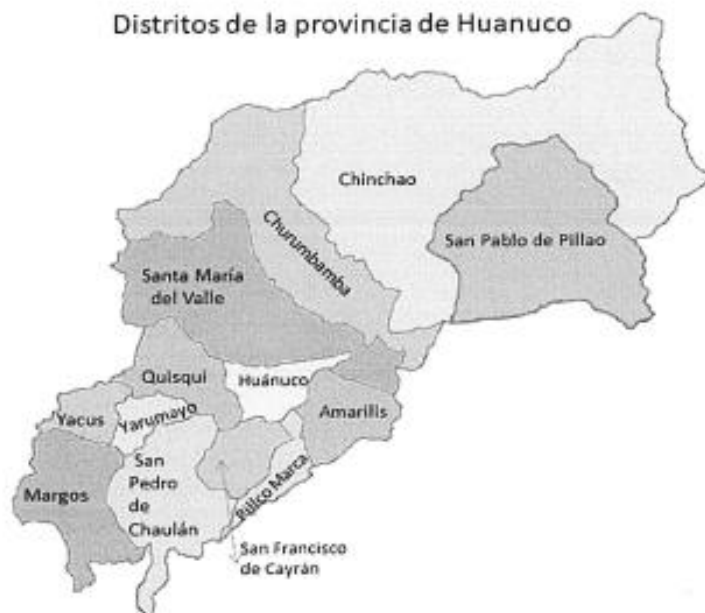 Distritos de la provincia de Huanuco
Chinchao
Churumbamba
San Pablo de Pillao
Santa María
del Valle
Quisqui
Huánuco
Amarilis
Yacus
Yarumayo
San
Pedro
de
Chaulán
Margos
Pillco Marca
San Francisco
de Cayrán